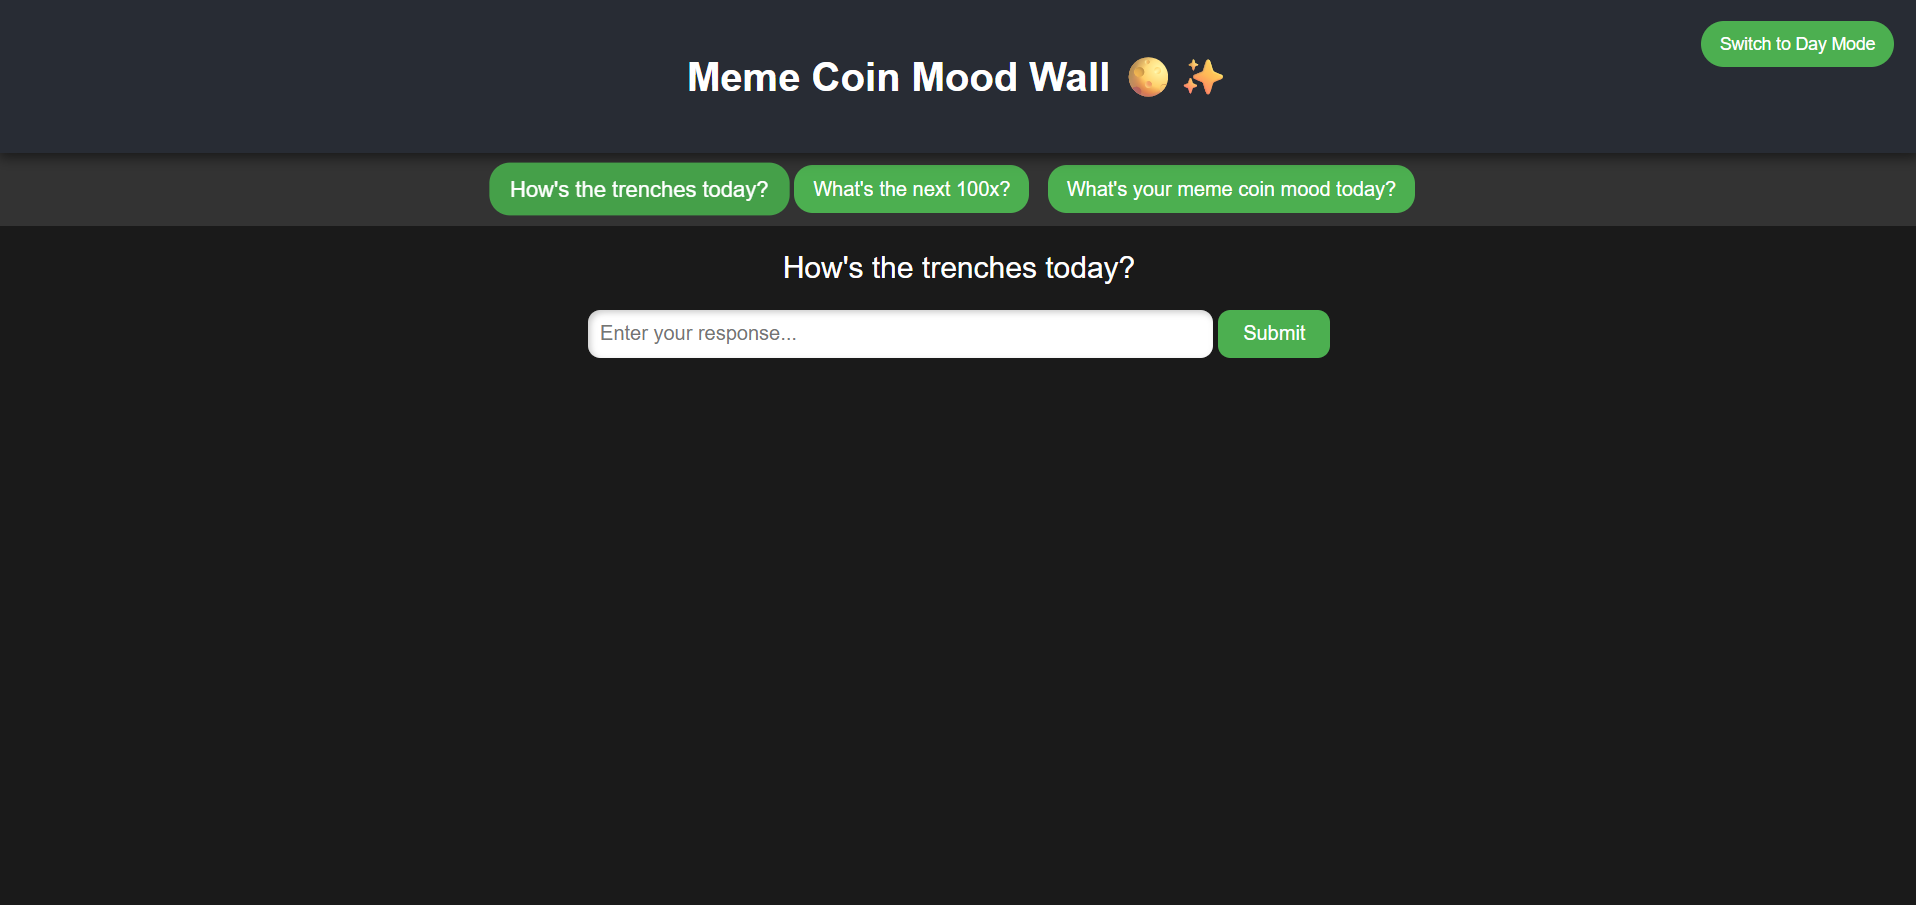 Switch to Day Mode
Meme Coin Mood Wall 🌕 ✨
How's the trenches today? What's the next 100x? What's your meme coin mood today?
How's the trenches today?
Enter your response... Submit